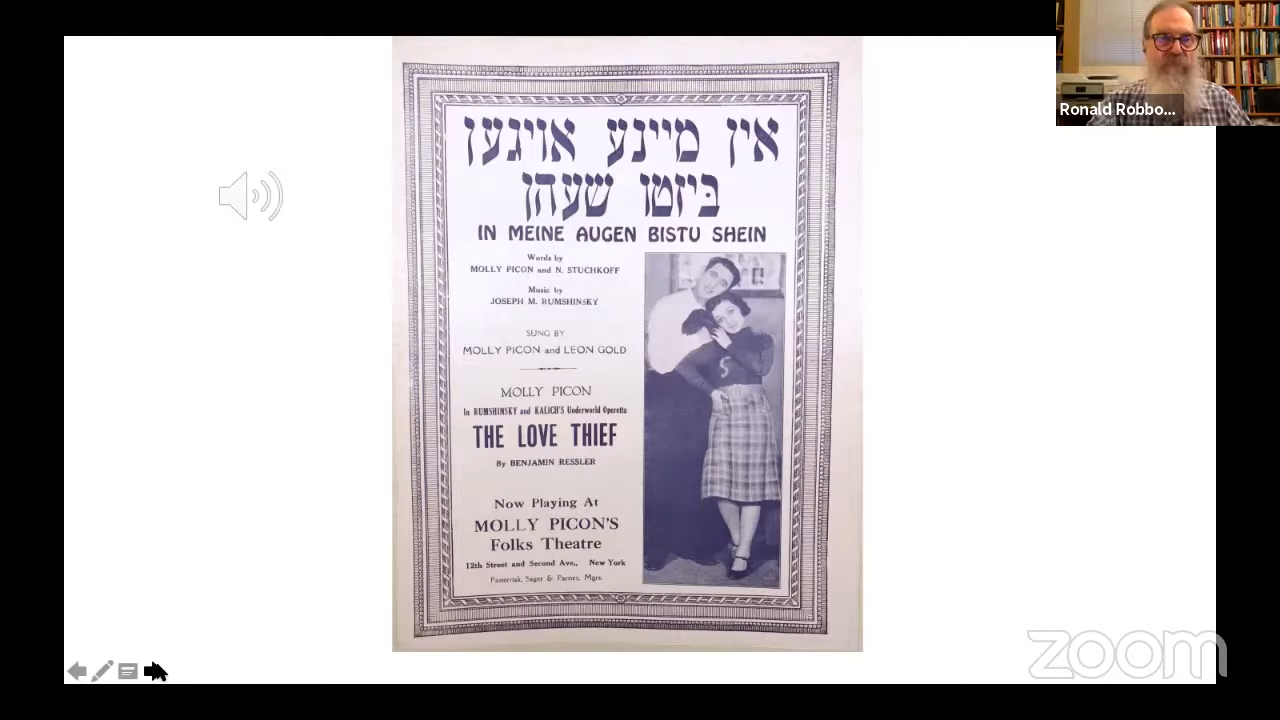 Ronald Robbo...
אין מיינע אויגען
ביזטו שעהן
IN MEINE AUGEN BISTU SHEIN
Words by
MOLLY PICON and N. STUCHKOFF
Music by
JOSEPH M. RUMSHINSKY
SUNG BY
MOLLY PICON and LEON GOLD
MOLLY PICON
In RUMSHINSKY and KALICH'S Underworld Operetta
THE LOVE THIEF
By BENJAMIN RESSLER
Now Playing At
MOLLY PICON'S
Folks Theatre
12th Street and Second Ave., New York
Pasternak, Sager & Parnes, Mgrs.
S
zoom